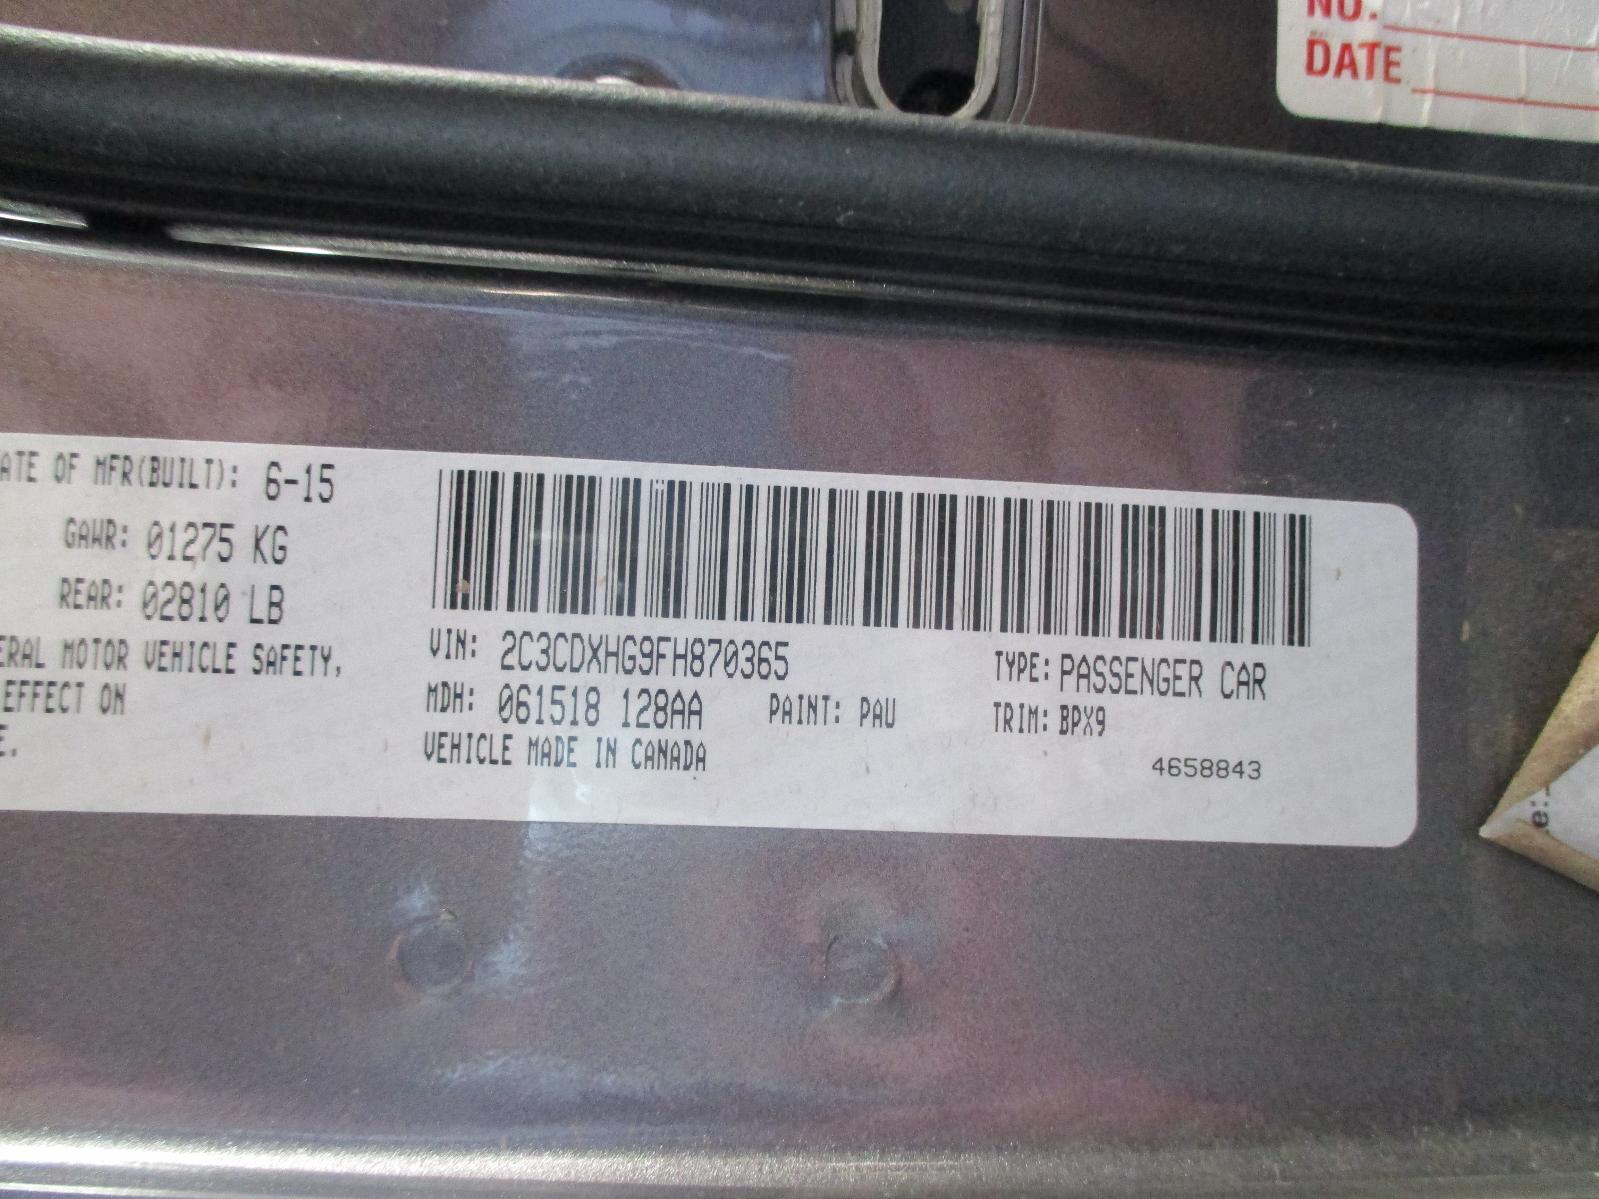 NO.
DATE
ATE OF MFR(BUILT): 6-15
GAWR: 01275 KG
REAR: 02810 LB
ERAL MOTOR VEHICLE SAFETY,
EFFECT ON
E.
VIN: 2C3CDXHG9FH870365
TYPE: PASSENGER CAR
MDH: 061518 128AA
PAINT: PAU
TRIM: BPX9
VEHICLE MADE IN CANADA
4658843
e: